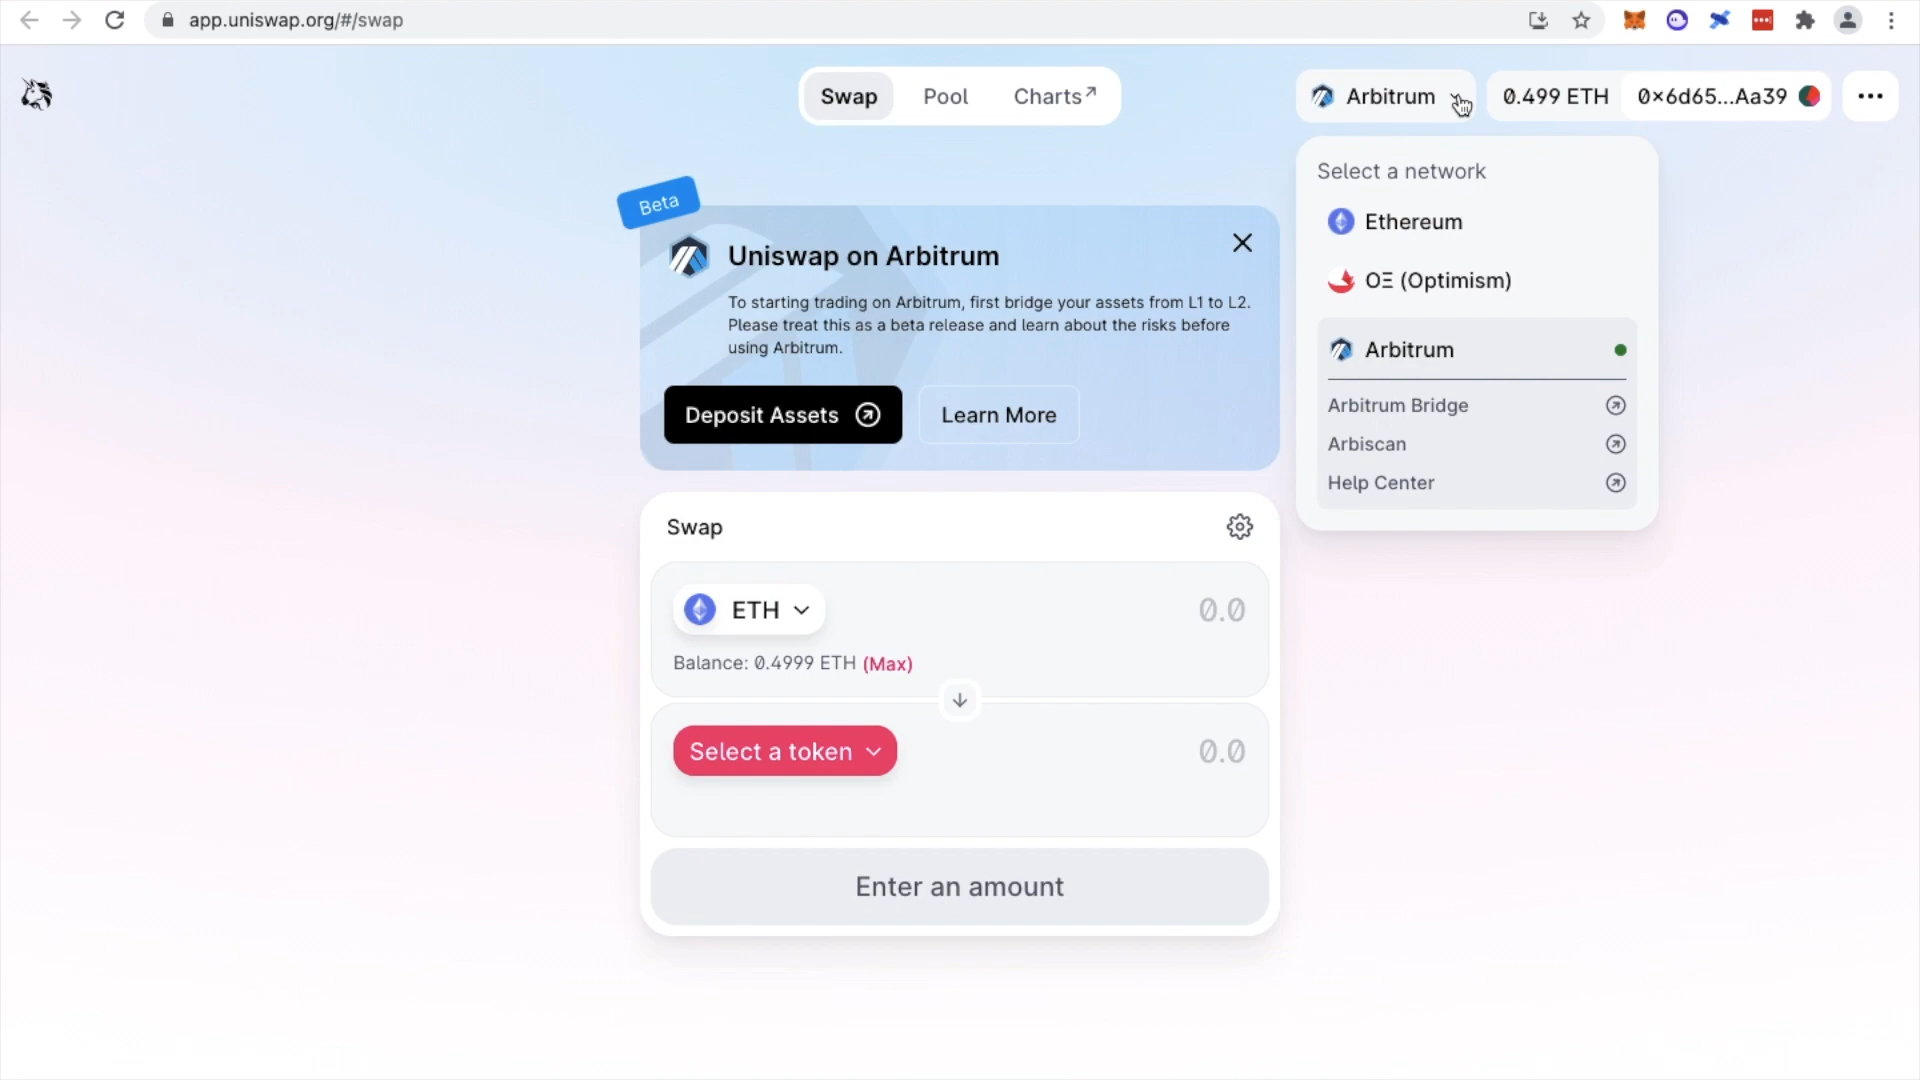 app.uniswap.org/#/swap
Swap
Pool
Charts↗
Arbitrum
0.499 ETH
0x6d65...Aa39
Select a network
Ethereum
OΞ (Optimism)
Arbitrum
Arbitrum Bridge
Arbiscan
Help Center
Beta
Uniswap on Arbitrum
To starting trading on Arbitrum, first bridge your assets from L1 to L2.
Please treat this as a beta release and learn about the risks before
using Arbitrum.
Deposit Assets
Learn More
Swap
ETH
0.0
Balance: 0.4999 ETH (Max)
Select a token
0.0
Enter an amount